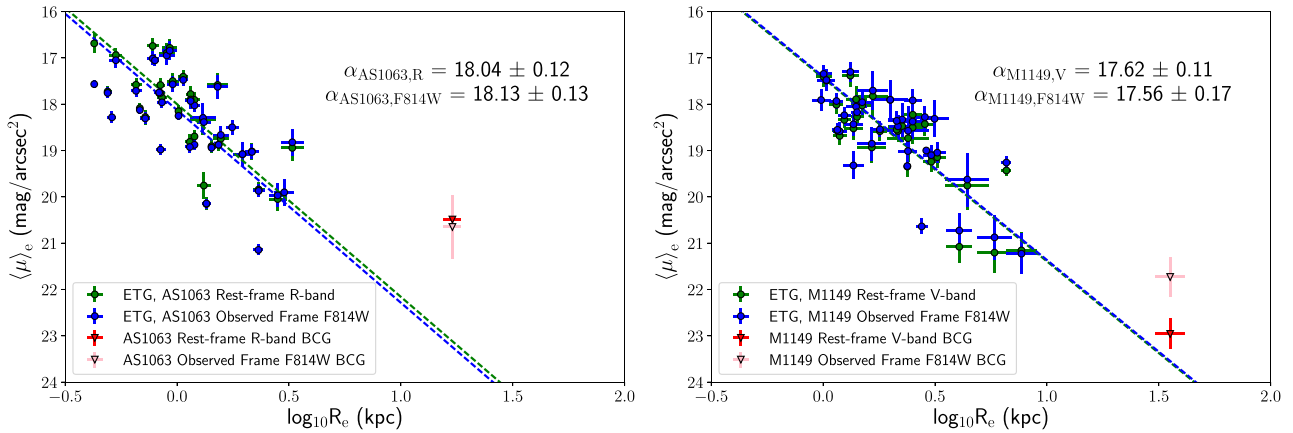 16
17
18
19
20
21
22
23
24
⟨μ⟩e (mag/arcsec²)
αAS1063,R = 18.04 ± 0.12
αAS1063,F814W = 18.13 ± 0.13
ETG, AS1063 Rest-frame R-band
ETG, AS1063 Observed Frame F814W
AS1063 Rest-frame R-band BCG
AS1063 Observed Frame F814W BCG
−0.5 0.0 0.5 1.0 1.5 2.0
log10Re (kpc)
16
17
18
19
20
21
22
23
24
⟨μ⟩e (mag/arcsec²)
αM1149,V = 17.62 ± 0.11
αM1149,F814W = 17.56 ± 0.17
ETG, M1149 Rest-frame V-band
ETG, M1149 Observed Frame F814W
M1149 Rest-frame V-band BCG
M1149 Observed Frame F814W BCG
−0.5 0.0 0.5 1.0 1.5 2.0
log10Re (kpc)